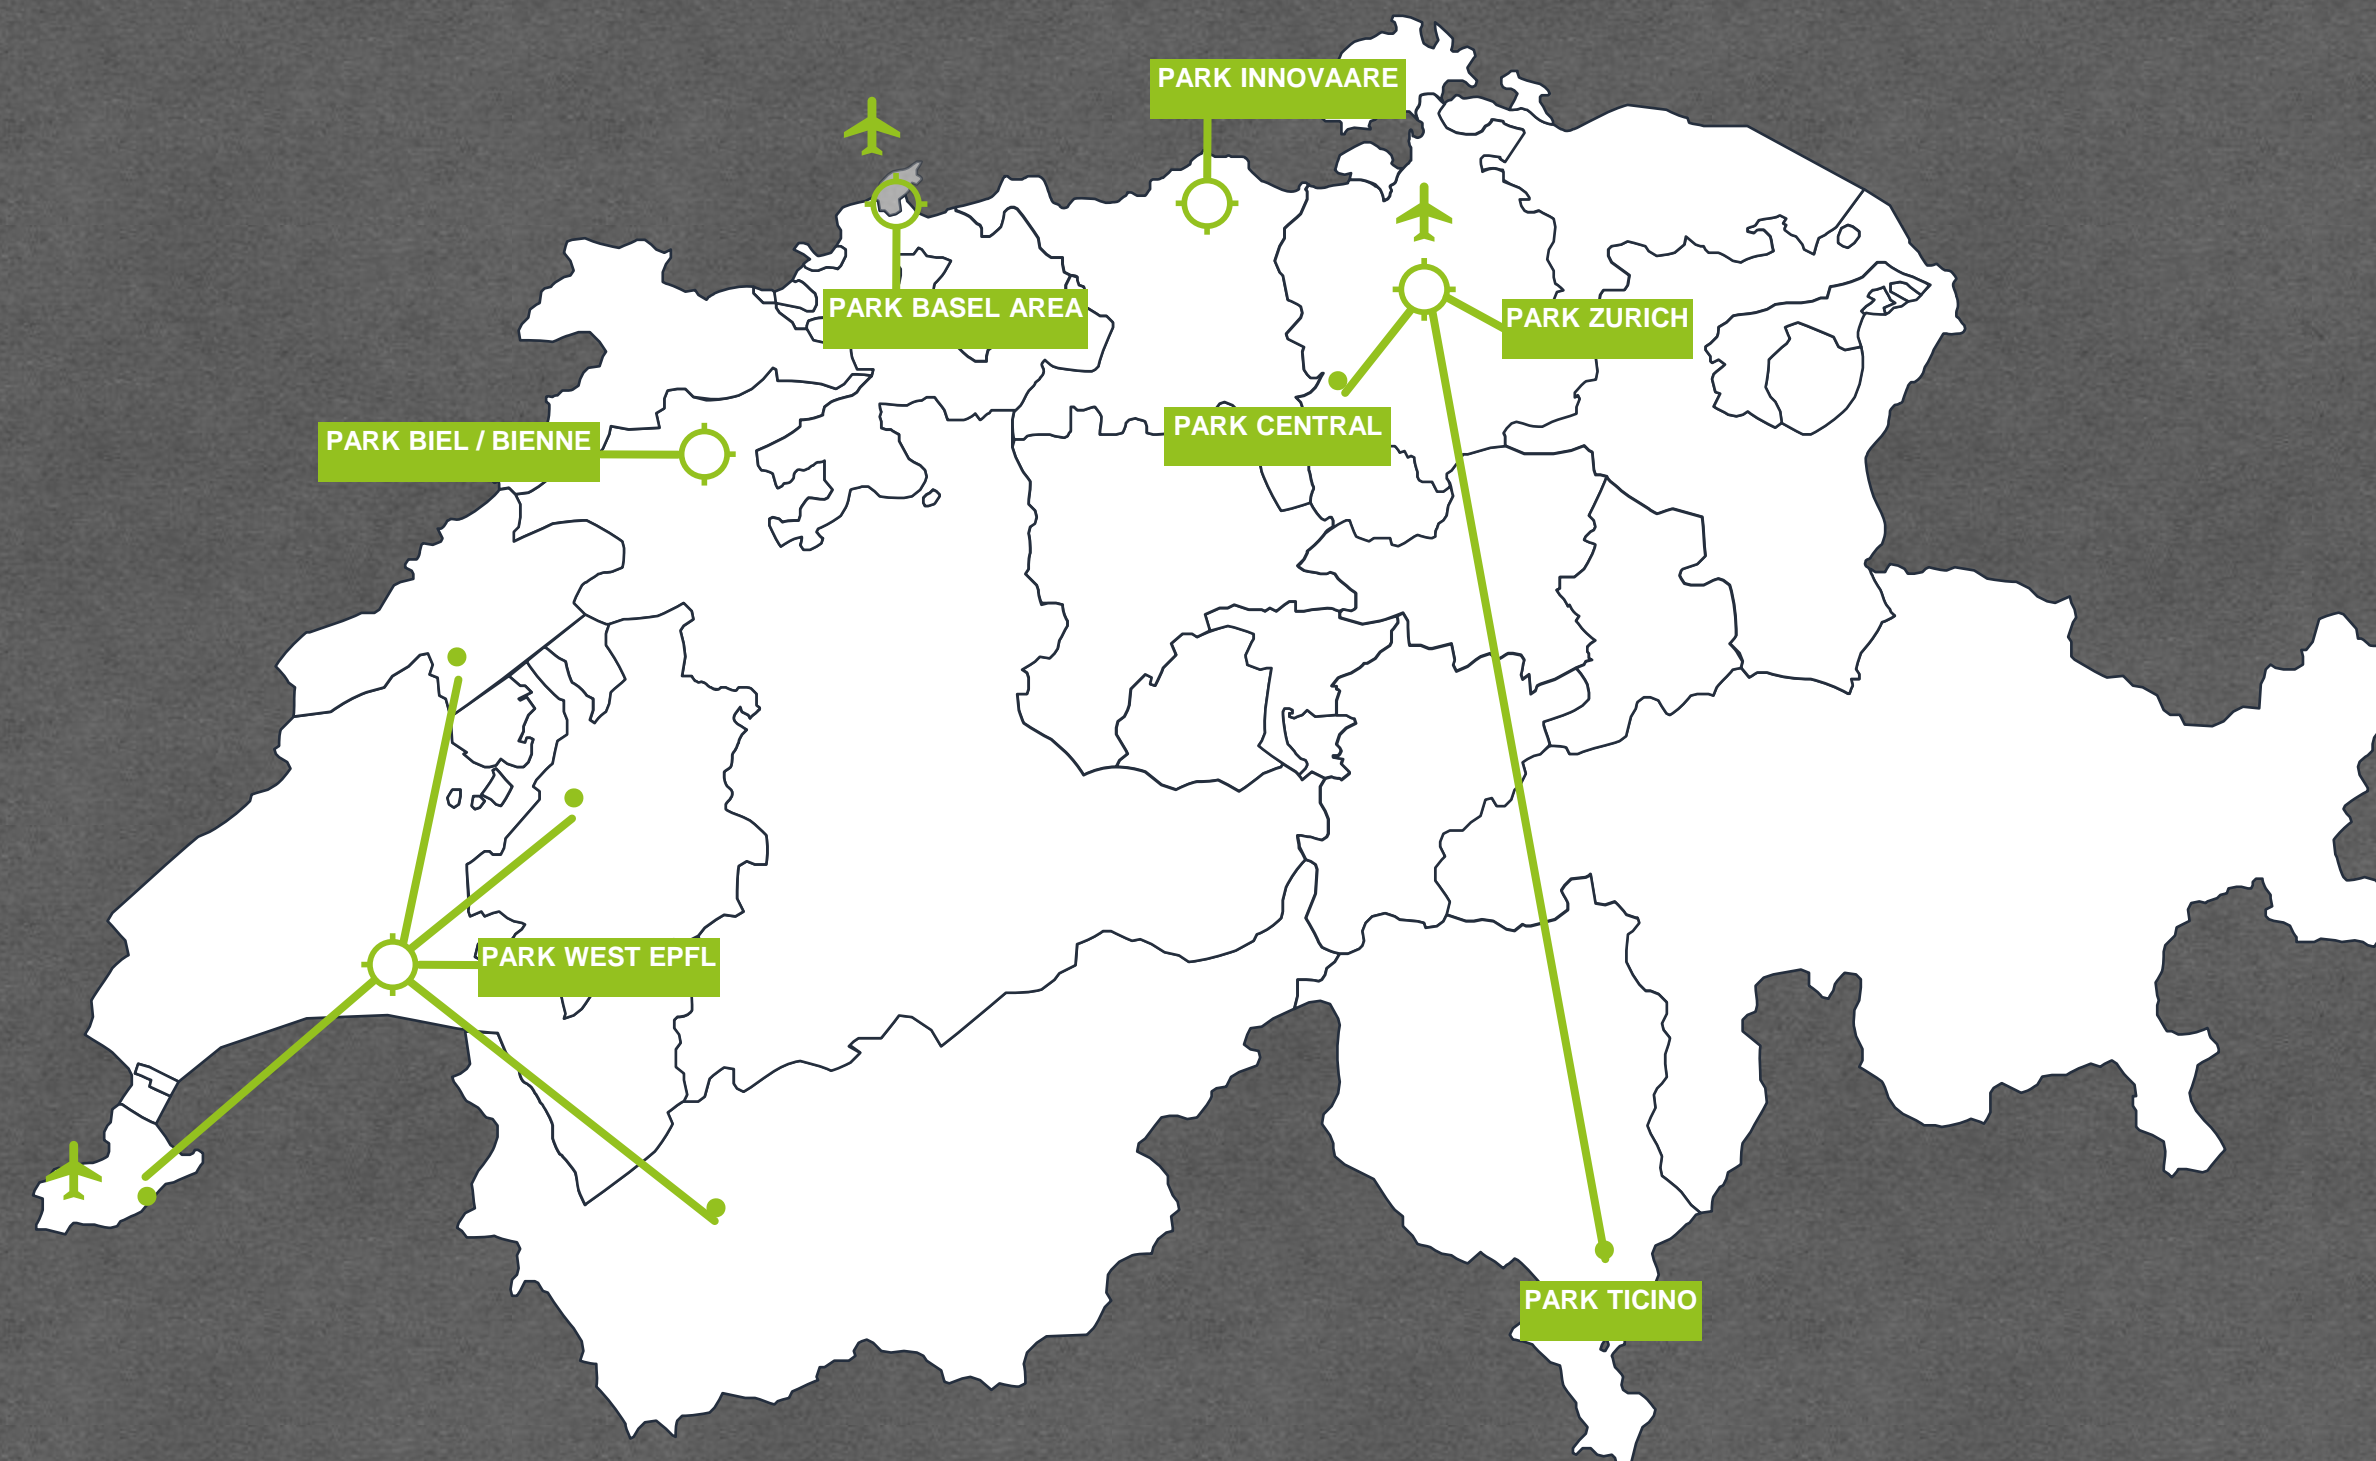 PARK INNOVAARE
PARK BASEL AREA
PARK ZURICH
PARK CENTRAL
PARK BIEL / BIENNE
PARK WEST EPFL
PARK TICINO